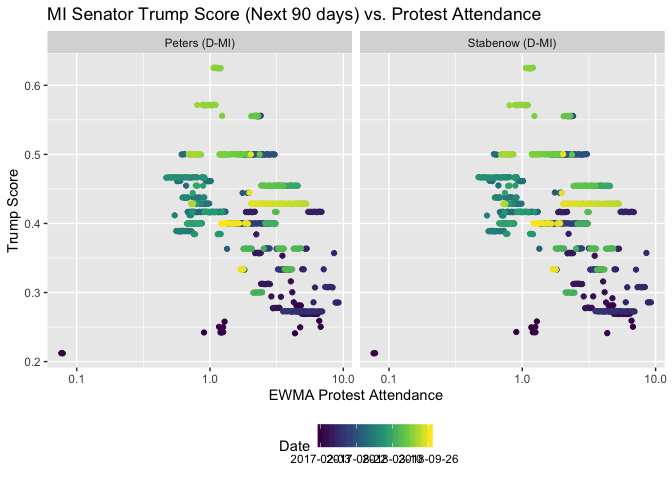 MI Senator Trump Score (Next 90 days) vs. Protest Attendance
Peters (D-MI) Stabenow (D-MI)
0.6
0.5
0.4
0.3
0.2
Trump Score
0.1 1.0 10.0 0.1 1.0 10.0
EWMA Protest Attendance
Date
2018-09-26